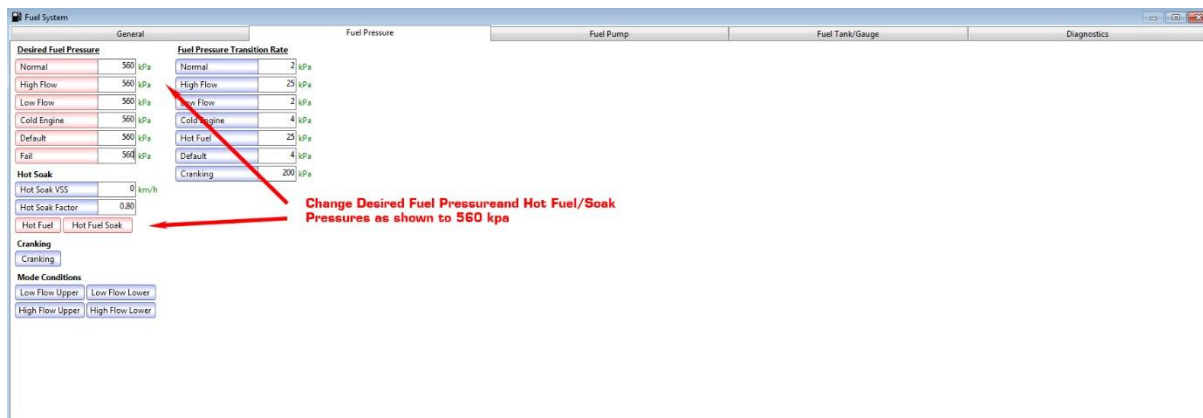 Fuel System
General Fuel Pressure Fuel Pump Fuel Tank/Gauge Diagnostics
Desired Fuel Pressure Fuel Pressure Transition Rate
Normal 560 kPa Normal 2 kPa
High Flow 560 kPa High Flow 25 kPa
Low Flow 560 kPa Low Flow 2 kPa
Cold Engine 560 kPa Cold Engine 4 kPa
Default 560 kPa Hot Fuel 25 kPa
Fail 560 kPa Default 4 kPa
Hot Soak Cranking 200 kPa
Hot Soak VSS 0 km/h
Hot Soak Factor 0.80
Hot Fuel Hot Fuel Soak
Change Desired Fuel Pressureand Hot Fuel/Soak
Pressures as shown to 560 kpa
Cranking
Cranking
Mode Conditions
Low Flow Upper Low Flow Lower
High Flow Upper High Flow Lower